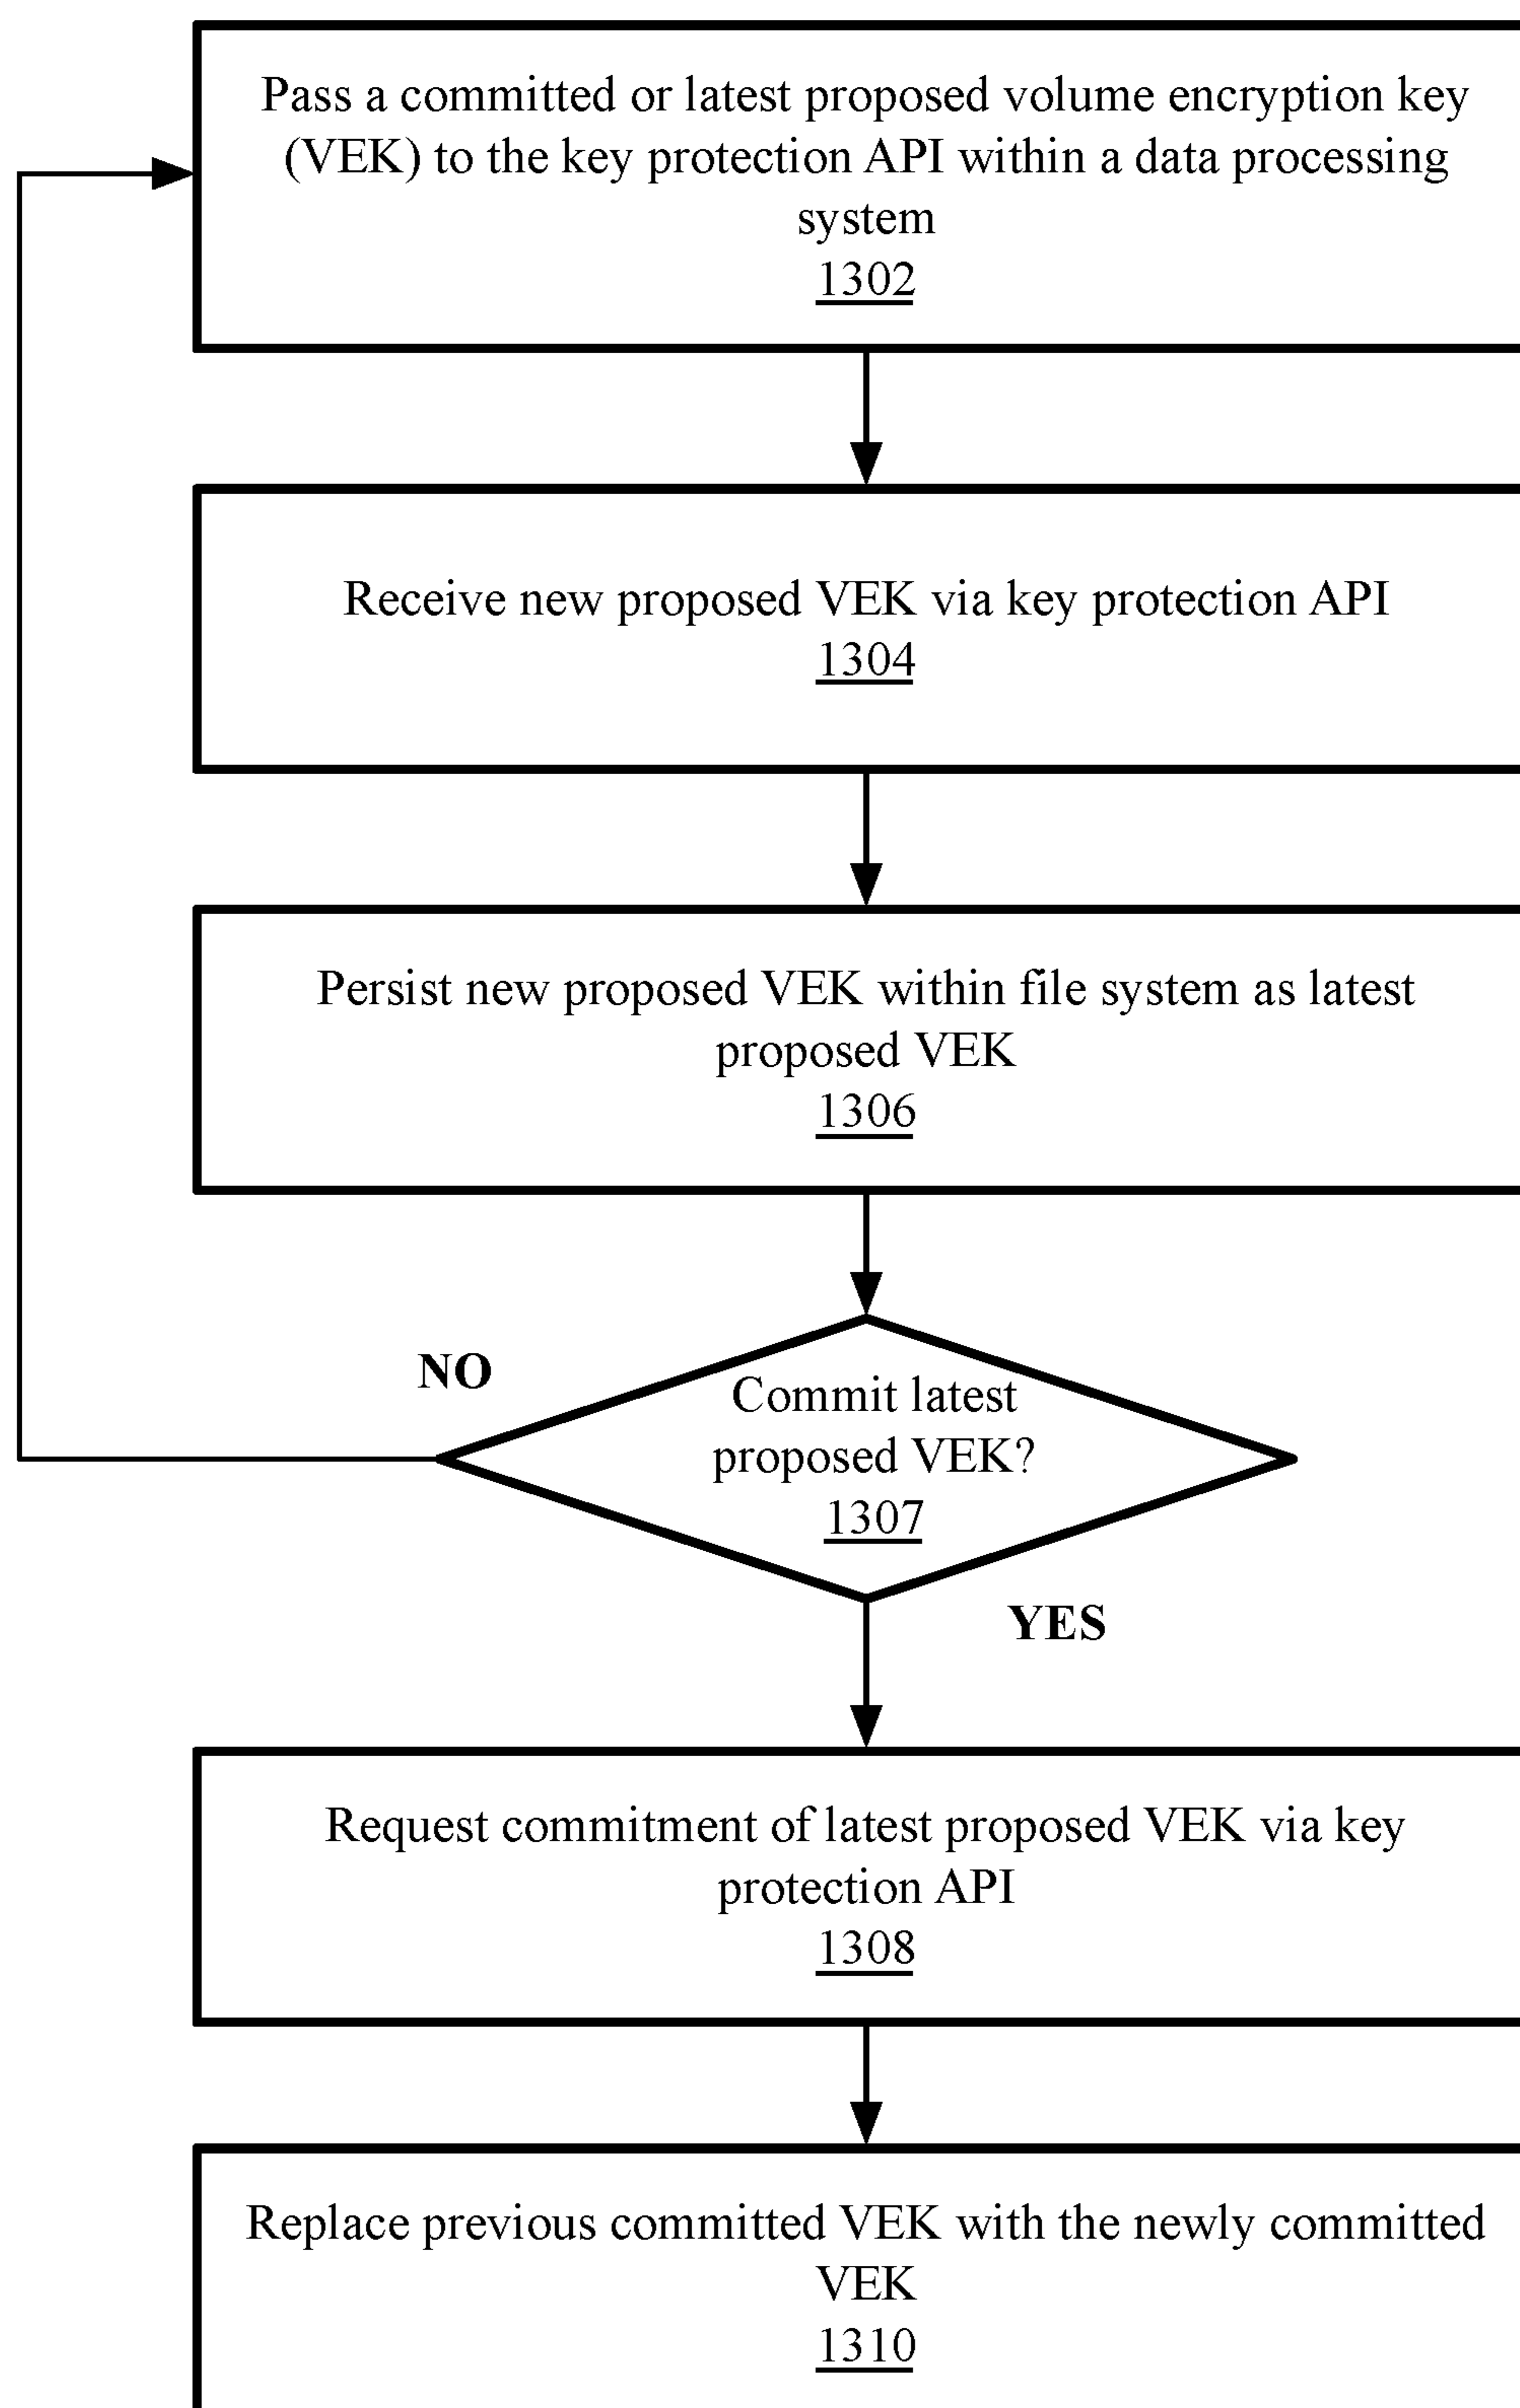 Pass a committed or latest proposed volume encryption key
(VEK) to the key protection API within a data processing
system
1302
Receive new proposed VEK via key protection API
1304
Persist new proposed VEK within file system as latest
proposed VEK
1306
NO
Commit latest
proposed VEK?
1307
YES
Request commitment of latest proposed VEK via key
protection API
1308
Replace previous committed VEK with the newly committed
VEK
1310